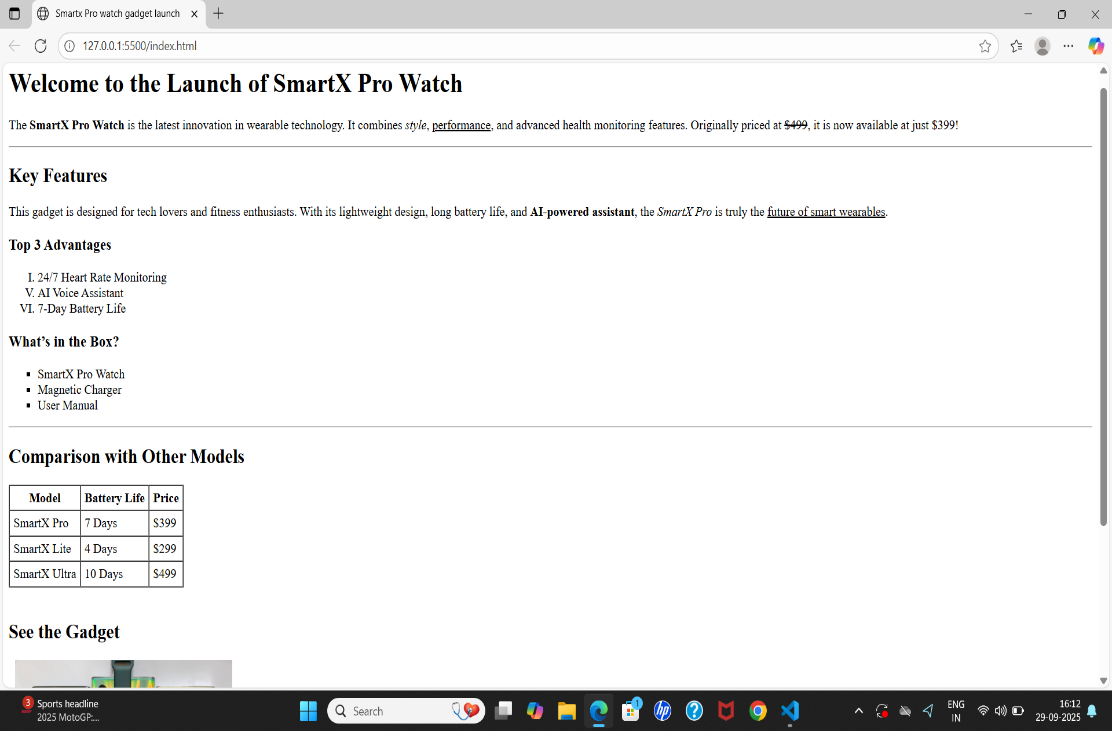 Smartx Pro watch gadget launch
127.0.0.1:5500/index.html
Welcome to the Launch of SmartX Pro Watch
The SmartX Pro Watch is the latest innovation in wearable technology. It combines style, performance, and advanced health monitoring features. Originally priced at $499, it is now available at just $399!
Key Features
This gadget is designed for tech lovers and fitness enthusiasts. With its lightweight design, long battery life, and AI-powered assistant, the SmartX Pro is truly the future of smart wearables.
Top 3 Advantages
I. 24/7 Heart Rate Monitoring
V. AI Voice Assistant
VI. 7-Day Battery Life
What's in the Box?
▪ SmartX Pro Watch
▪ Magnetic Charger
▪ User Manual
Comparison with Other Models
Model Battery Life Price
SmartX Pro 7 Days $399
SmartX Lite 4 Days $299
SmartX Ultra 10 Days $499
See the Gadget
3
Sports headline
2025 MotoGP:...
Search
1
hp
?
ENG
IN
16:12
29-09-2025